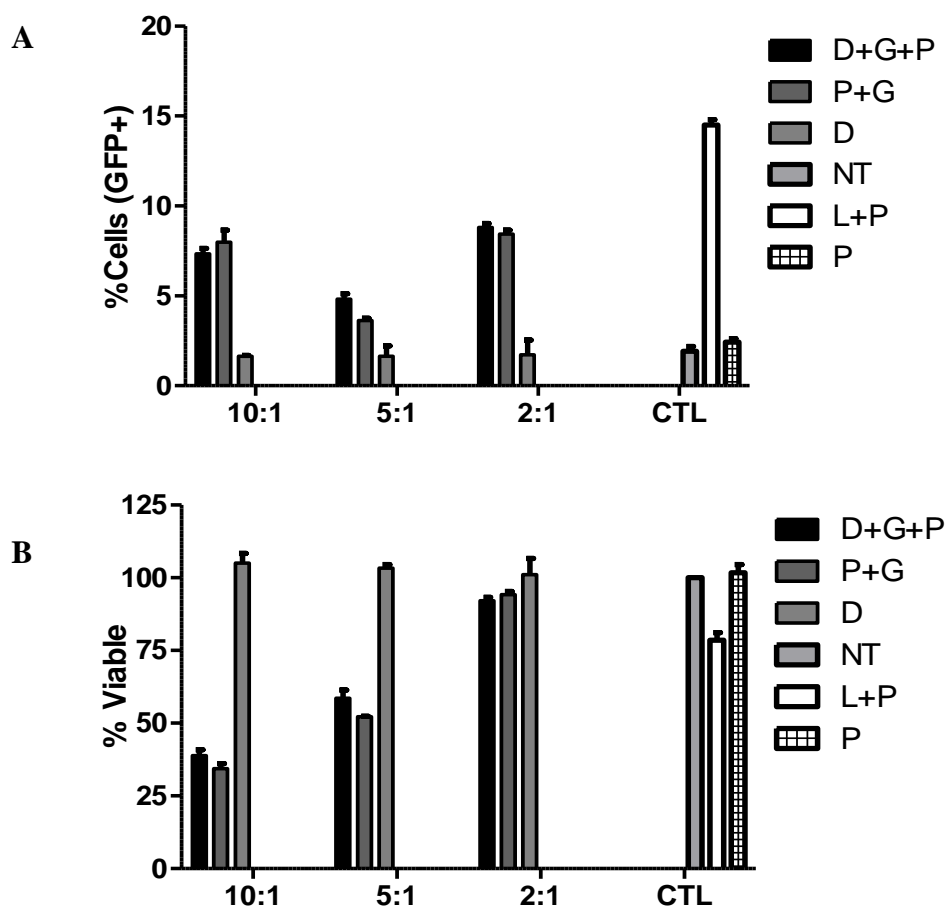 A
%Cells (GFP+)
20
15
10
5
0
10:1
5:1
2:1
CTL
D+G+P
P+G
D
NT
L+P
P
B
% Viable
125
100
75
50
25
0
10:1
5:1
2:1
CTL
D+G+P
P+G
D
NT
L+P
P